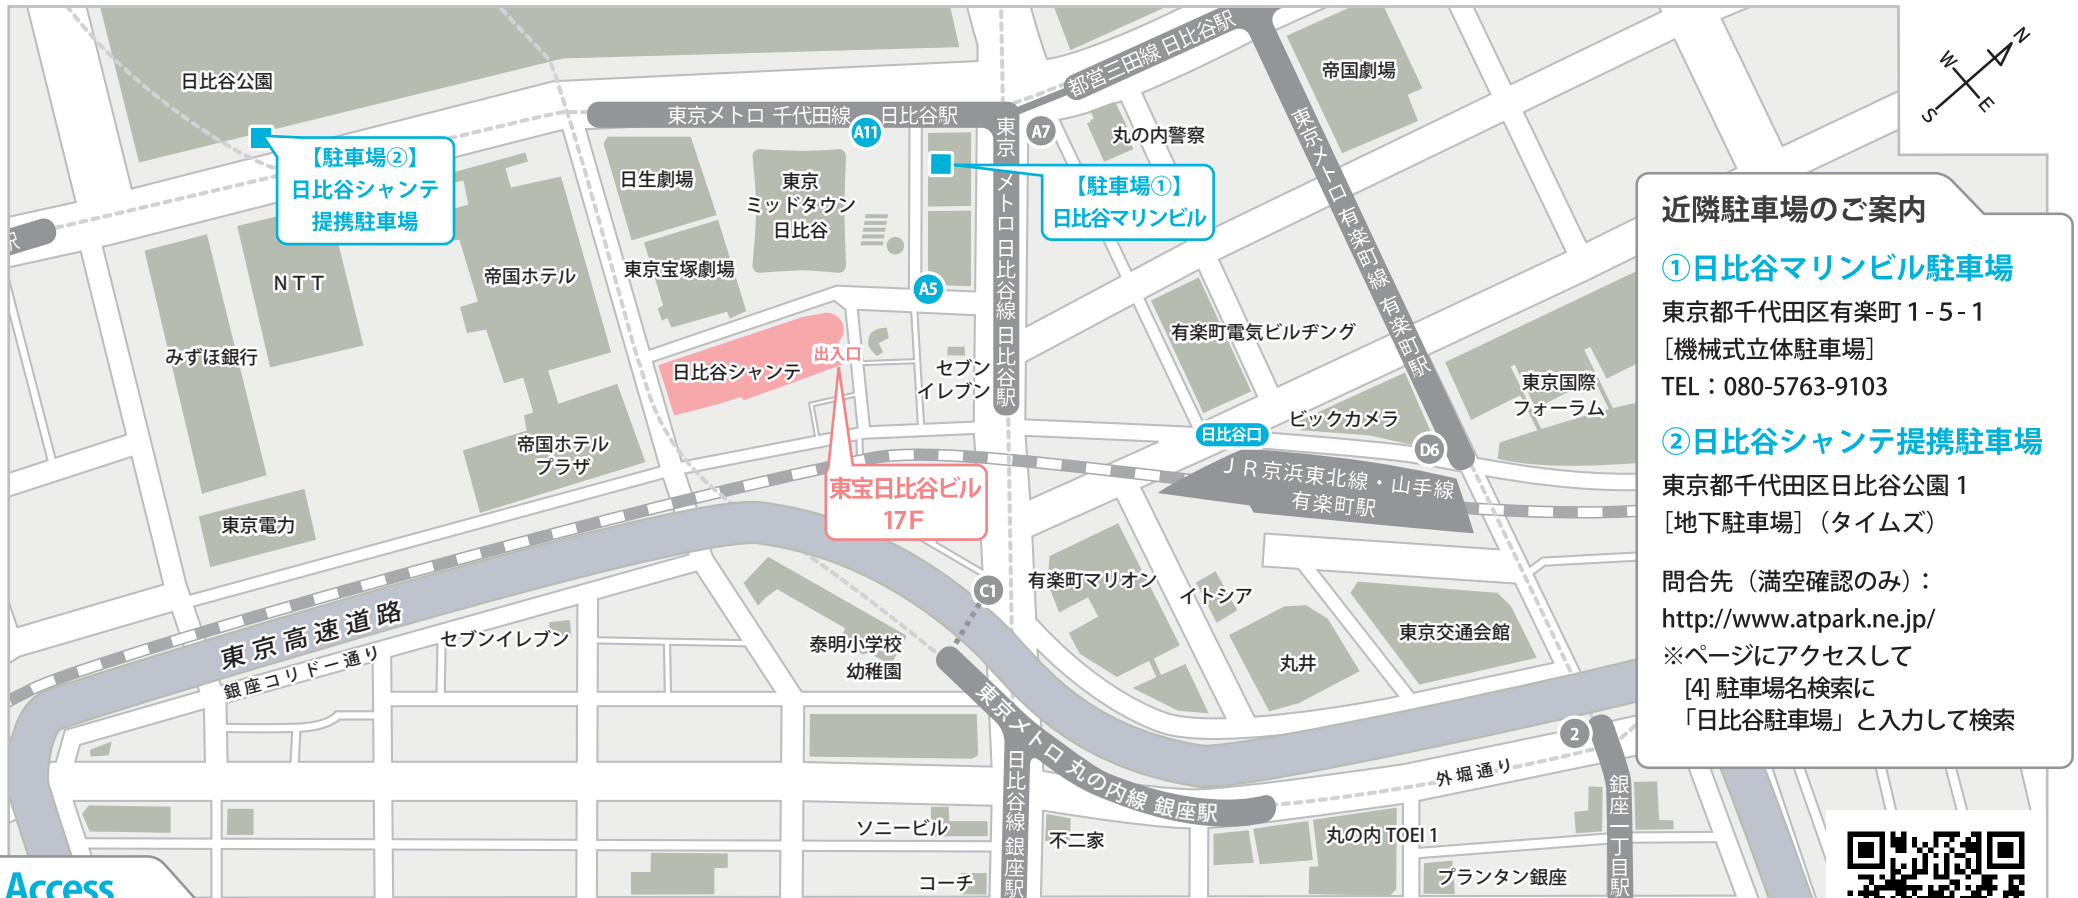 日比谷公園
【駐車場②】
日比谷シャンテ
提携駐車場
東京メトロ 千代田線
日比谷駅
A11
都営三田線 日比谷駅
帝国劇場
N
W
E
S
東京メトロ 日比谷線 日比谷駅
A7
丸の内警察
【駐車場①】
日比谷マリンビル
東京メトロ 有楽町線 有楽町駅
日生劇場
東京
ミッドタウン
日比谷
東京宝塚劇場
A5
駅
NTT
帝国ホテル
みずほ銀行
日比谷シャンテ
出入口
セブン
イレブン
有楽町電気ビルヂング
ビックカメラ
東京国際
フォーラム
日比谷口
D6
帝国ホテル
プラザ
東宝日比谷ビル
17F
JR京浜東北線・山手線
有楽町駅
東京電力
C1
有楽町マリオン
イトシア
東京高速道路
銀座コリドー通り
セブンイレブン
泰明小学校
幼稚園
丸井
東京交通会館
東京メトロ 丸の内線 銀座駅
日比谷線 銀座駅
2
外堀通り
銀座一丁目駅
ソニービル
不二家
丸の内 TOEI 1
コーチ
プランタン銀座
Access
近隣駐車場のご案内
①日比谷マリンビル駐車場
東京都千代田区有楽町 1 - 5 - 1
[機械式立体駐車場]
TEL：080-5763-9103
②日比谷シャンテ提携駐車場
東京都千代田区日比谷公園 1
[地下駐車場]（タイムズ）
問合先（満空確認のみ）：
http://www.atpark.ne.jp/
※ページにアクセスして
[4] 駐車場名検索に
「日比谷駐車場」と入力して検索